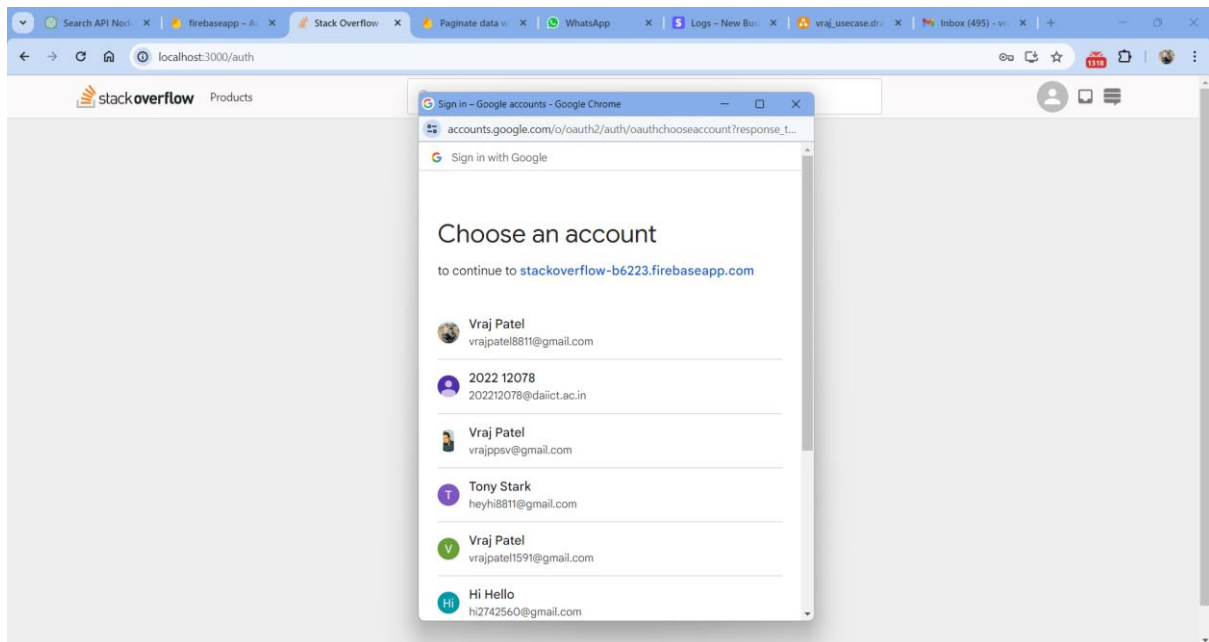 Search API Nod
firebaseapp – A
Stack Overflow
Paginate data w
WhatsApp
Logs – New Bus
vraj_usecase.dra
Inbox (495) - vr
localhost:3000/auth
1318
stackoverflow
Products
Sign in – Google accounts - Google Chrome
accounts.google.com/o/oauth2/auth/oauthchooseaccount?response_t...
Sign in with Google
Choose an account
to continue to stackoverflow-b6223.firebaseapp.com
Vraj Patel
vrajpatel8811@gmail.com
2022 12078
202212078@daiict.ac.in
Vraj Patel
vrajppsv@gmail.com
T
Tony Stark
heyhi8811@gmail.com
V
Vraj Patel
vrajpatel1591@gmail.com
Hi
Hi Hello
hi2742560@gmail.com